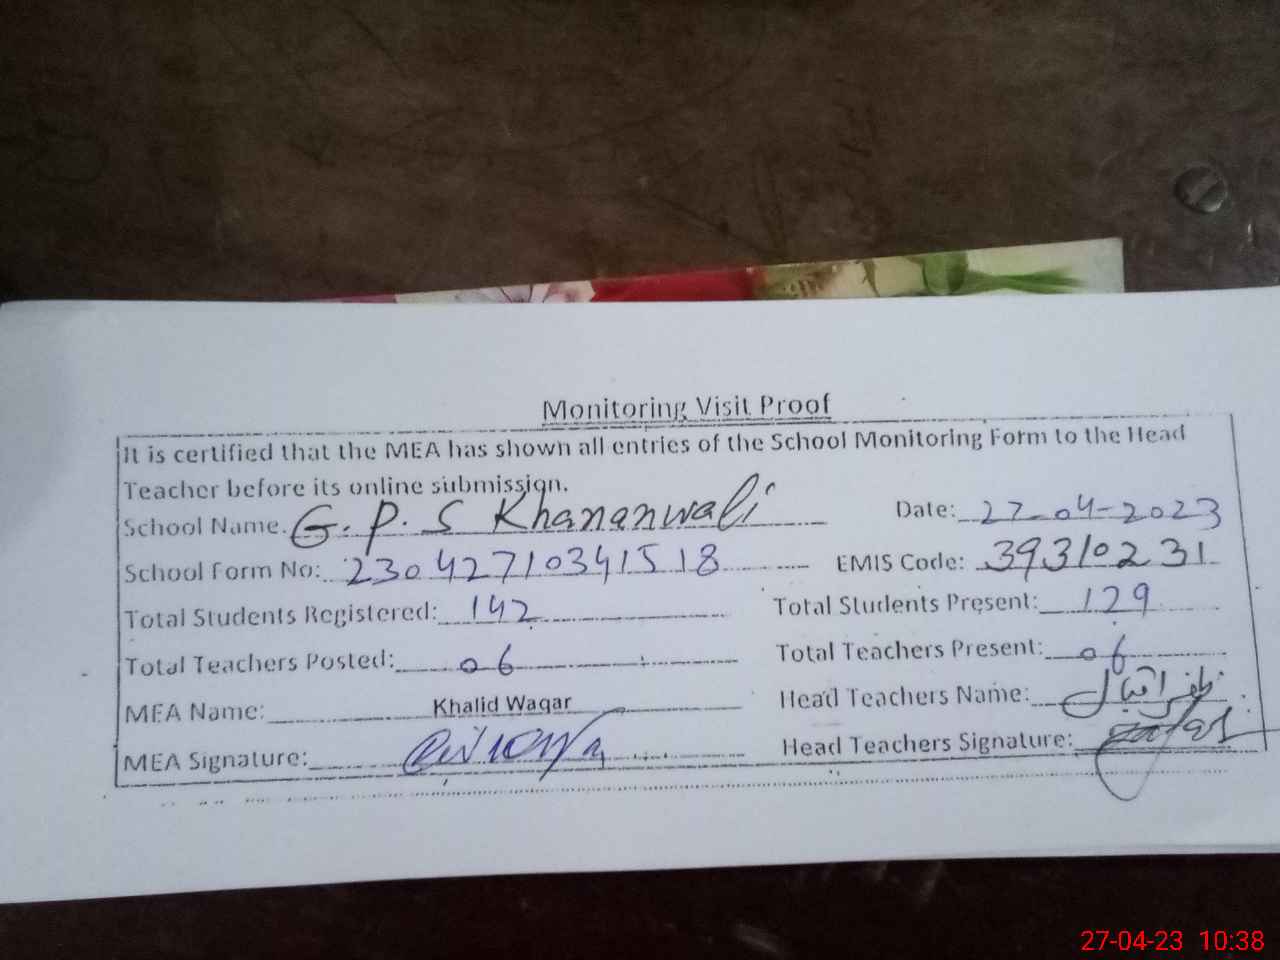 Monitoring Visit Proof
It is certified that the MEA has shown all entries of the School Monitoring Form to the Head
Teacher before its online submission.
School Name. G.P.S Khananwali Date: 27-04-2023
School Form No: 23042710341518 EMIS Code: 39310231
Total Students Registered: 142 Total Students Present: 129
Total Teachers Posted: 06 Total Teachers Present: 06
MEA Name: Khalid Waqar Head Teachers Name: ظفر اقبال
MEA Signature: Head Teachers Signature:
27-04-23 10:38